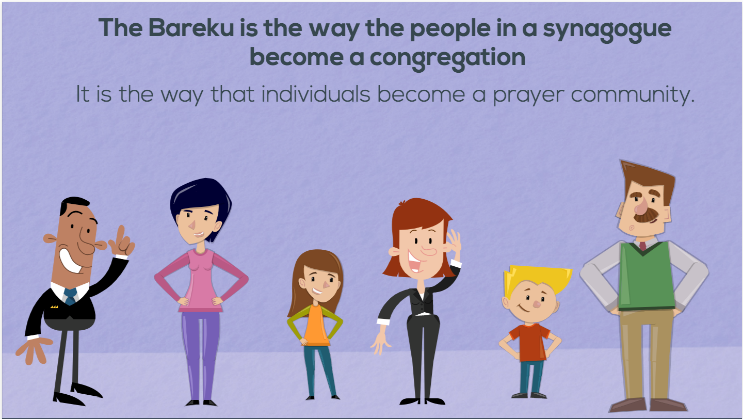 The Bareku is the way the people in a synagogue
become a congregation
It is the way that individuals become a prayer community.